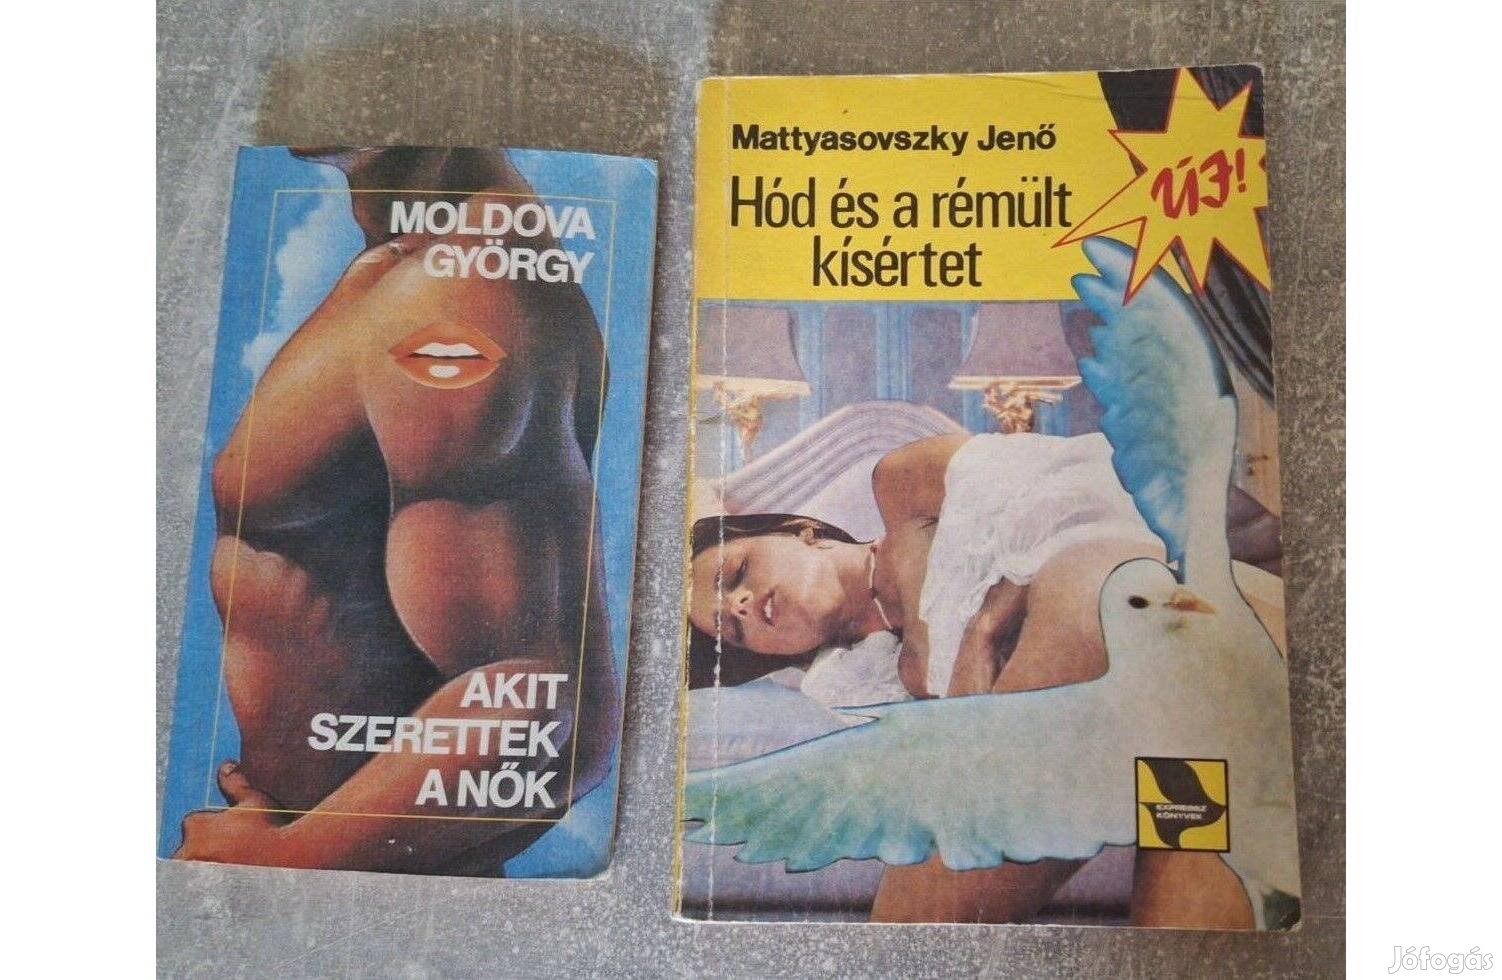 MOLDOVA
GYÖRGY
AKIT
SZERETTEK
A NŐK
Mattyasovszky Jenő
Hód és a rémült
kísértet
ÚJ!
EXPRESSZ
KÖNYVEK
Jófogás